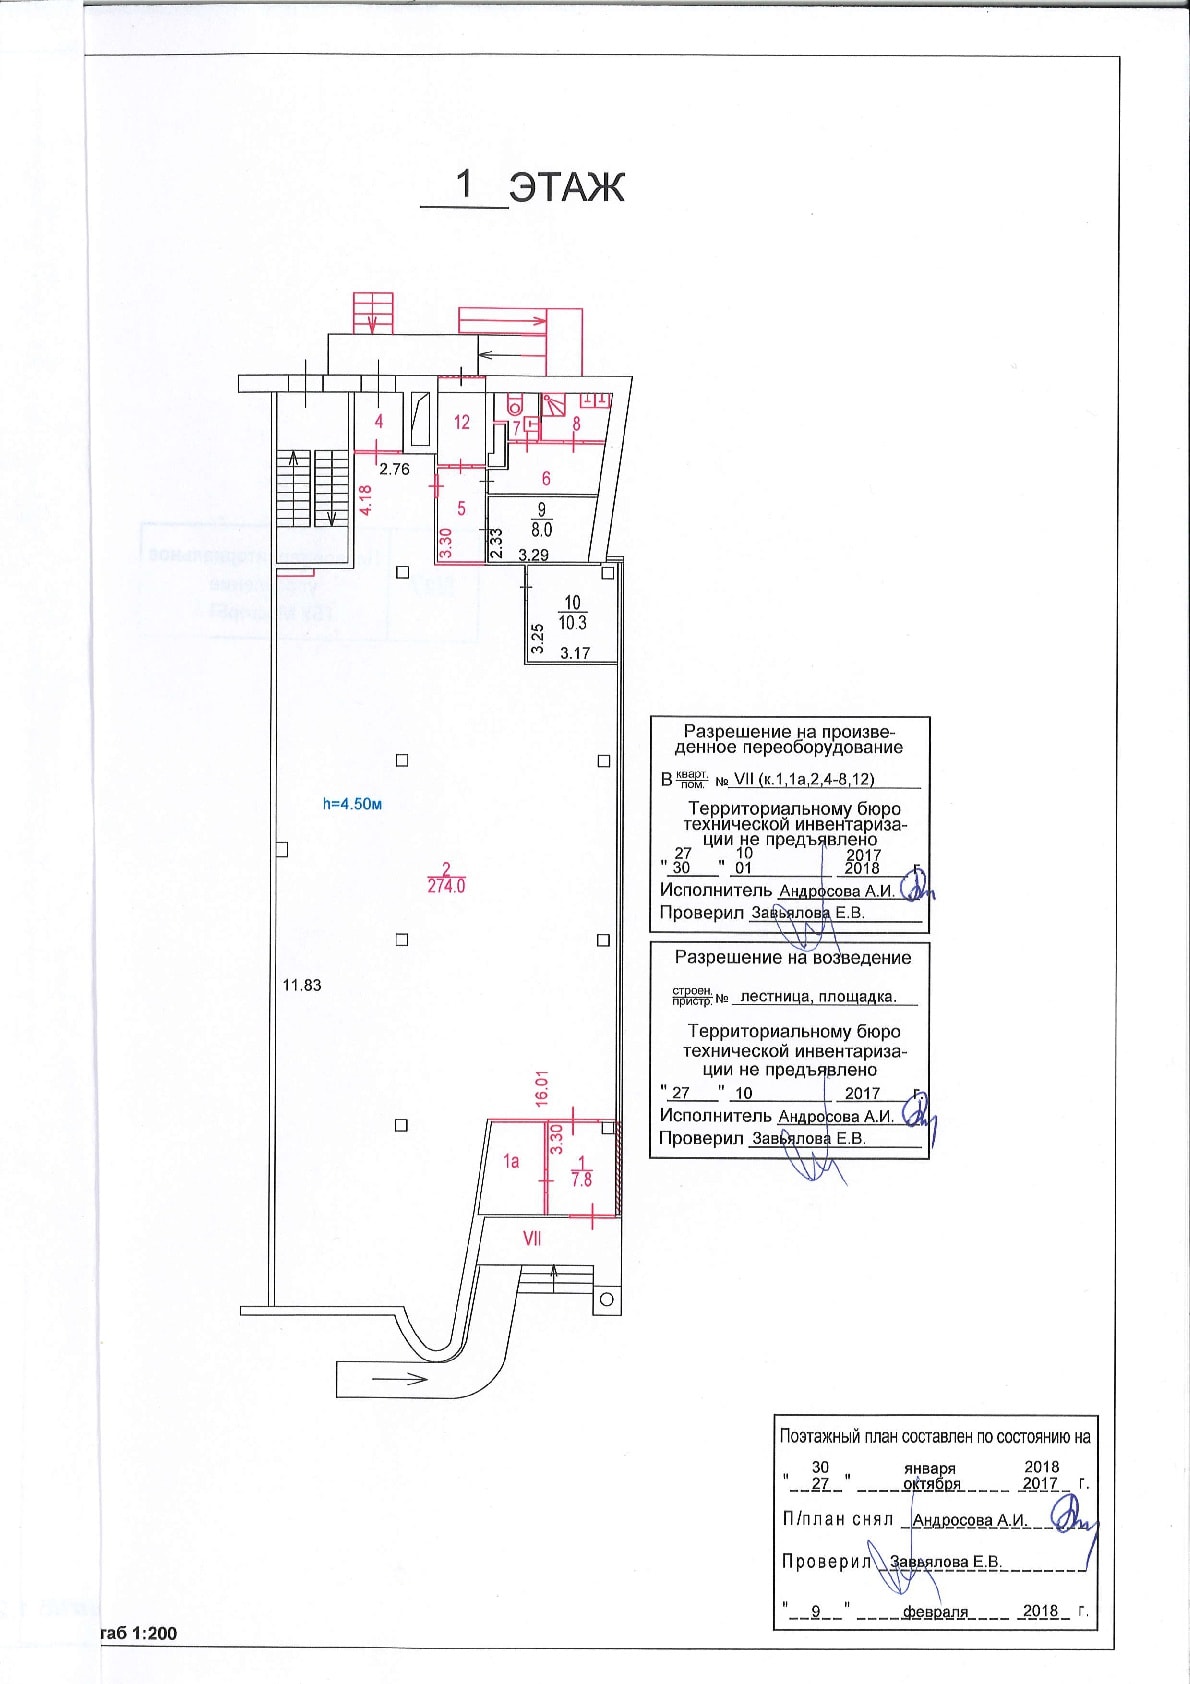 1 ЭТАЖ
4
12
7
8
2.76
6
4.18
5
9
8.0
3.30
2.33
3.29
10
10.3
3.25
3.17
h=4.50м
2
274.0
11.83
16.01
3.30
1а
1
7.8
VII
Разрешение на произве-
денное переоборудование
В кварт. пом. № VII (к.1,1а,2,4-8,12)
Территориальному бюро
технической инвентариза-
ции не предъявлено
27 10 2017
"30 " 01 2018 г.
Исполнитель Андросова А.И.
Проверил Завьялова Е.В.
Разрешение на возведение
строен. пристр. № лестница, площадка.
Территориальному бюро
технической инвентариза-
ции не предъявлено
"27 " 10 2017 г.
Исполнитель Андросова А.И.
Проверил Завьялова Е.В.
Поэтажный план составлен по состоянию на
30 января 2018
" 27 " октября 2017 г.
П/план снял Андросова А.И.
Проверил Завьялова Е.В.
" 9 " февраля 2018 г.
таб 1:200